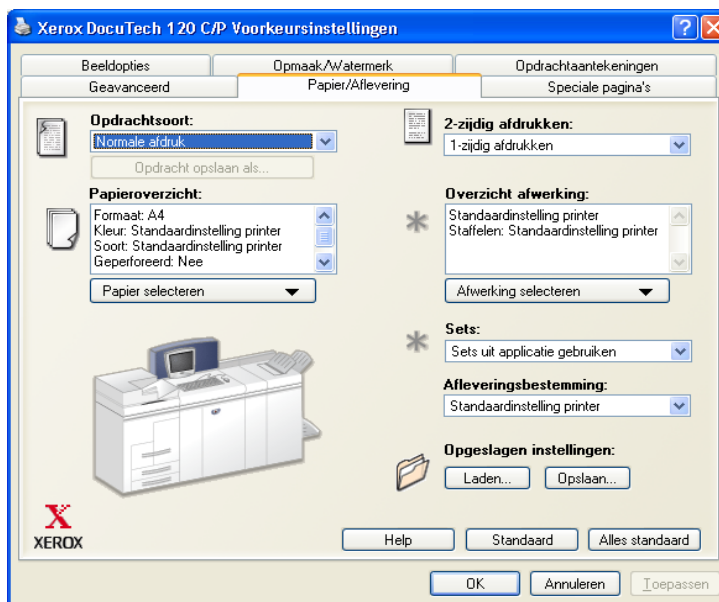 Xerox DocuTech 120 C/P Voorkeursinstellingen
Beeldopties
Opmaak/Watermerk
Opdrachtaantekeningen
Geavanceerd
Papier/Aflevering
Speciale pagina's
Opdrachtsoort:
Normale afdruk
Opdracht opslaan als...
Papieroverzicht:
Formaat: A4
Kleur: Standaardinstelling printer
Soort: Standaardinstelling printer
Geperforeerd: Nee
Papier selecteren
2-zijdig afdrukken:
1-zijdig afdrukken
Overzicht afwerking:
Standaardinstelling printer
Staffelen: Standaardinstelling printer
Afwerking selecteren
Sets:
Sets uit applicatie gebruiken
Afleveringsbestemming:
Standaardinstelling printer
Opgeslagen instellingen:
Laden...
Opslaan...
X
XEROX
Help
Standaard
Alles standaard
OK
Annuleren
Toepassen